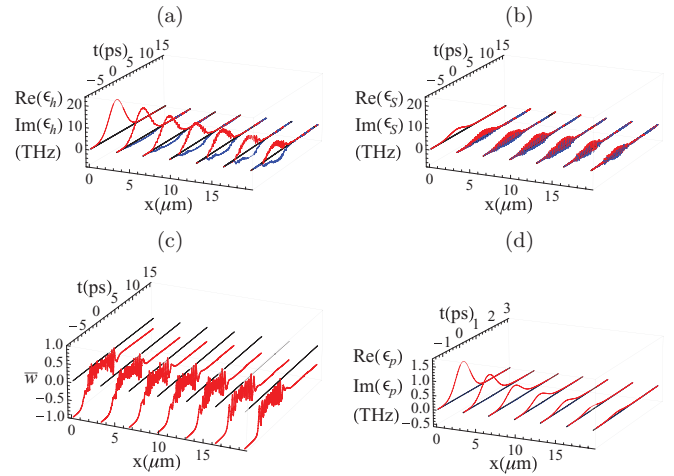 (a)
t(ps)
−5 0 5 10 15
Re(ϵh)
Im(ϵh)
(THz)
20
10
0
0 5 10 15
x(μm)
(b)
t(ps)
−5 0 5 10 15
Re(ϵS)
Im(ϵS)
(THz)
20
10
0
0 5 10 15
x(μm)
(c)
t(ps)
−5 0 5 10 15
w̅
1.0
0.5
0.0
−0.5
−1.0
0 5 10 15
x(μm)
(d)
t(ps)
−1 0 1 2 3
Re(ϵp)
Im(ϵp)
(THz)
1.5
1.0
0.5
0.0
−0.5
0 5 10 15
x(μm)